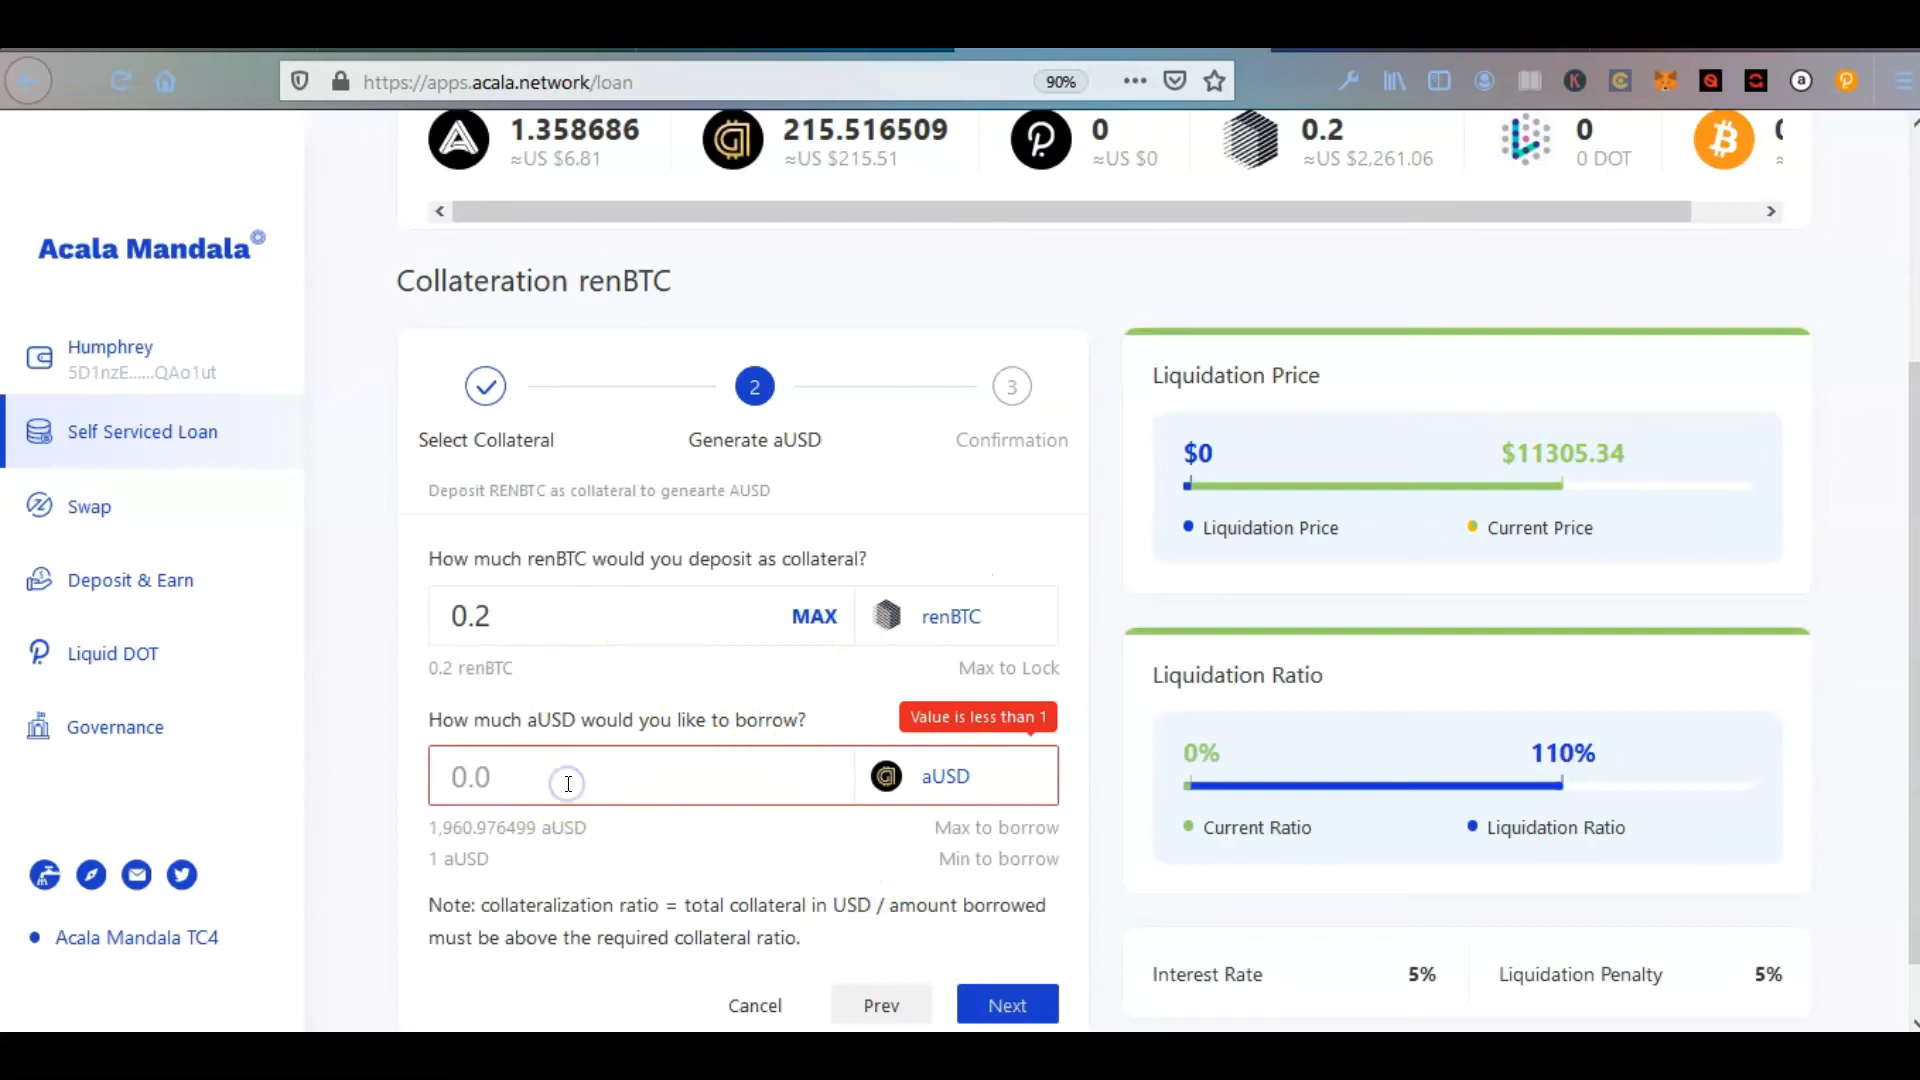 https://apps.acala.network/loan
90%
1.358686
≈US $6.81
215.516509
≈US $215.51
0
≈US $0
0.2
≈US $2,261.06
0
0 DOT
Acala Mandala
Humphrey
5D1nzE......QAo1ut
Self Serviced Loan
Swap
Deposit & Earn
Liquid DOT
Governance
Acala Mandala TC4
Collateration renBTC
2
3
Select Collateral
Generate aUSD
Confirmation
Deposit RENBTC as collateral to genearte AUSD
How much renBTC would you deposit as collateral?
0.2
MAX
renBTC
0.2 renBTC
Max to Lock
How much aUSD would you like to borrow?
Value is less than 1
0.0
aUSD
1,960.976499 aUSD
Max to borrow
1 aUSD
Min to borrow
Note: collateralization ratio = total collateral in USD / amount borrowed
must be above the required collateral ratio.
Cancel
Prev
Next
Liquidation Price
$0
$11305.34
Liquidation Price
Current Price
Liquidation Ratio
0%
110%
Current Ratio
Liquidation Ratio
Interest Rate
5%
Liquidation Penalty
5%